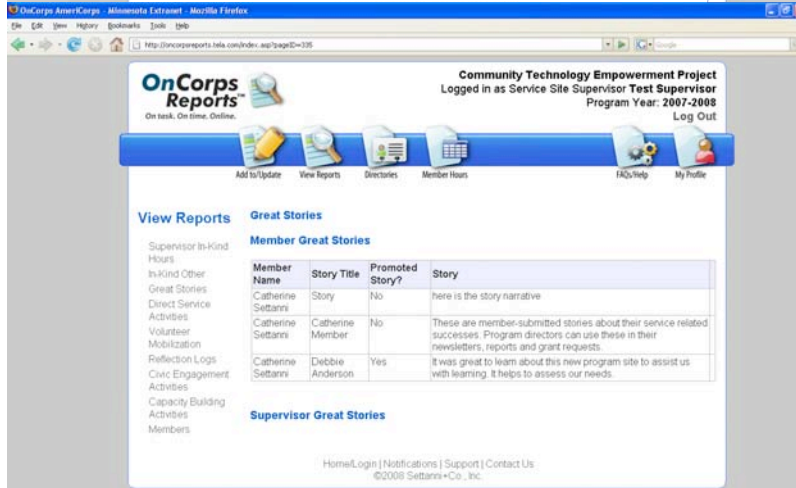 OnCorps AmeriCorps - Minnesota Extranet - Mozilla Firefox
File Edit View History Bookmarks Tools Help
http://oncorpsreports.tela.com/index.asp?pageID=335
Google
OnCorps
Reports™
On task. On time. Online.
Community Technology Empowerment Project
Logged in as Service Site Supervisor Test Supervisor
Program Year: 2007-2008
Log Out
Add to/Update View Reports Directories Member Hours FAQs/Help My Profile
View Reports
Supervisor In-Kind
Hours
In-Kind Other
Great Stories
Direct Service
Activities
Volunteer
Mobilization
Reflection Logs
Civic Engagement
Activities
Capacity Building
Activities
Members
Great Stories
Member Great Stories
Member
Name
Story Title
Promoted
Story?
Story
Catherine
Settanni
Story
No
here is the story narrative
Catherine
Settanni
Catherine
Member
No
These are member-submitted stories about their service related
successes. Program directors can use these in their
newsletters, reports and grant requests.
Catherine
Settanni
Debbie
Anderson
Yes
It was great to learn about this new program site to assist us
with learning. It helps to assess our needs.
Supervisor Great Stories
Home/Login | Notifications | Support | Contact Us
©2008 Settanni+Co., Inc.